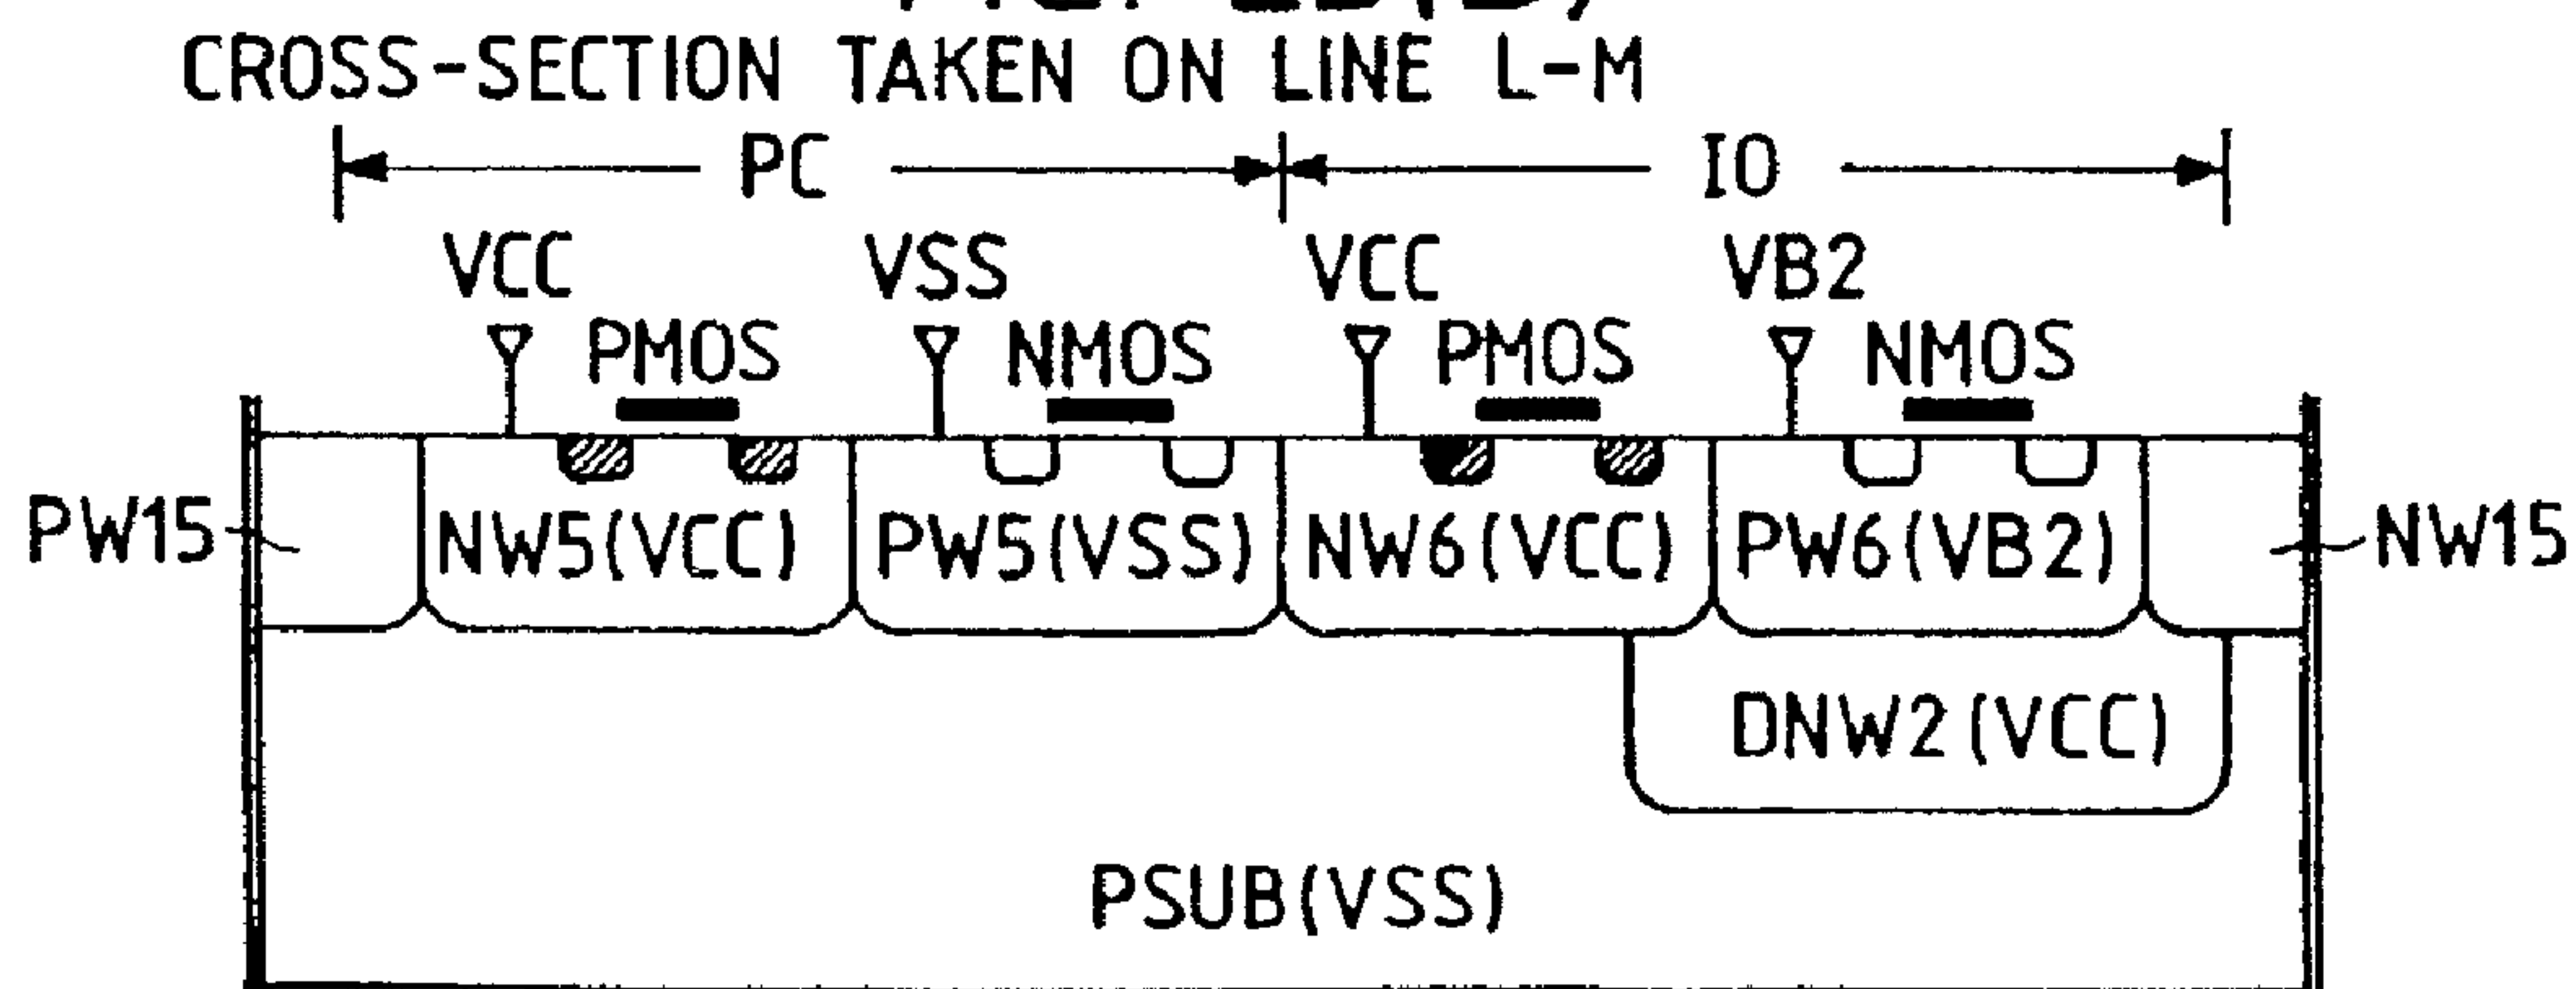 CROSS-SECTION TAKEN ON LINE L-M
PC IO
VCC VSS VCC VB2
PMOS NMOS PMOS NMOS
PW15 NW5(VCC) PW5(VSS) NW6(VCC) PW6(VB2) NW15
DNW2(VCC)
PSUB(VSS)